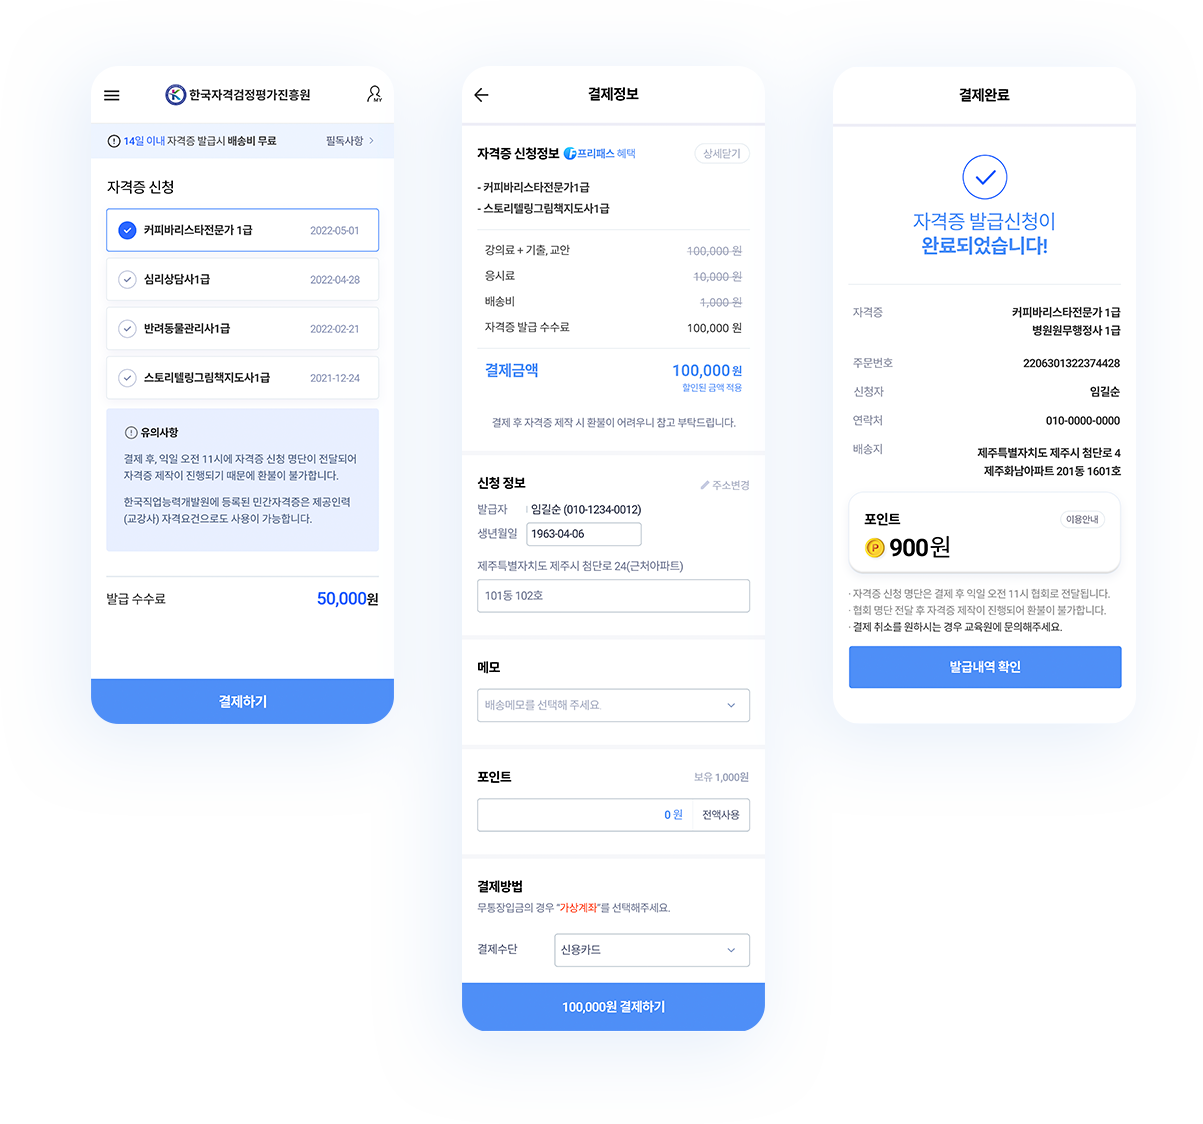 한국자격검정평가진흥원
MY
14일 이내 자격증 발급시 배송비 무료 필독사항
자격증 신청
커피바리스타전문가 1급 2022-05-01
심리상담사1급 2022-04-28
반려동물관리사1급 2022-02-21
스토리텔링그림책지도사1급 2021-12-24
유의사항
결제 후, 익일 오전 11시에 자격증 신청 명단이 전달되어
자격증 제작이 진행되기 때문에 환불이 불가합니다.
한국직업능력개발원에 등록된 민간자격증은 제공인력
(교강사) 자격요건으로도 사용이 가능합니다.
발급 수수료 50,000원
결제하기
결제정보
자격증 신청정보 프리패스 혜택 상세닫기
- 커피바리스타전문가1급
- 스토리텔링그림책지도사1급
강의료 + 기출, 교안 100,000 원
응시료 10,000 원
배송비 1,000 원
자격증 발급 수수료 100,000 원
결제금액 100,000원
할인된 금액 적용
결제 후 자격증 제작 시 환불이 어려우니 참고 부탁드립니다.
신청 정보 주소변경
발급자 임길순 (010-1234-0012)
생년월일 1963-04-06
제주특별자치도 제주시 첨단로 24(근처아파트)
101동 102호
메모
배송메모를 선택해 주세요.
포인트 보유 1,000원
0 원 전액사용
결제방법
무통장입금의 경우 "가상계좌"를 선택해주세요.
결제수단 신용카드
100,000원 결제하기
결제완료
자격증 발급신청이
완료되었습니다!
자격증 커피바리스타전문가 1급
병원원무행정사 1급
주문번호 2206301322374428
신청자 임길순
연락처 010-0000-0000
배송지 제주특별자치도 제주시 첨단로 4
제주화남아파트 201동 1601호
포인트 이용안내
P 900원
· 자격증 신청 명단은 결제 후 익일 오전 11시 협회로 전달됩니다.
· 협회 명단 전달 후 자격증 제작이 진행되어 환불이 불가합니다.
· 결제 취소를 원하시는 경우 교육원에 문의해주세요.
발급내역 확인